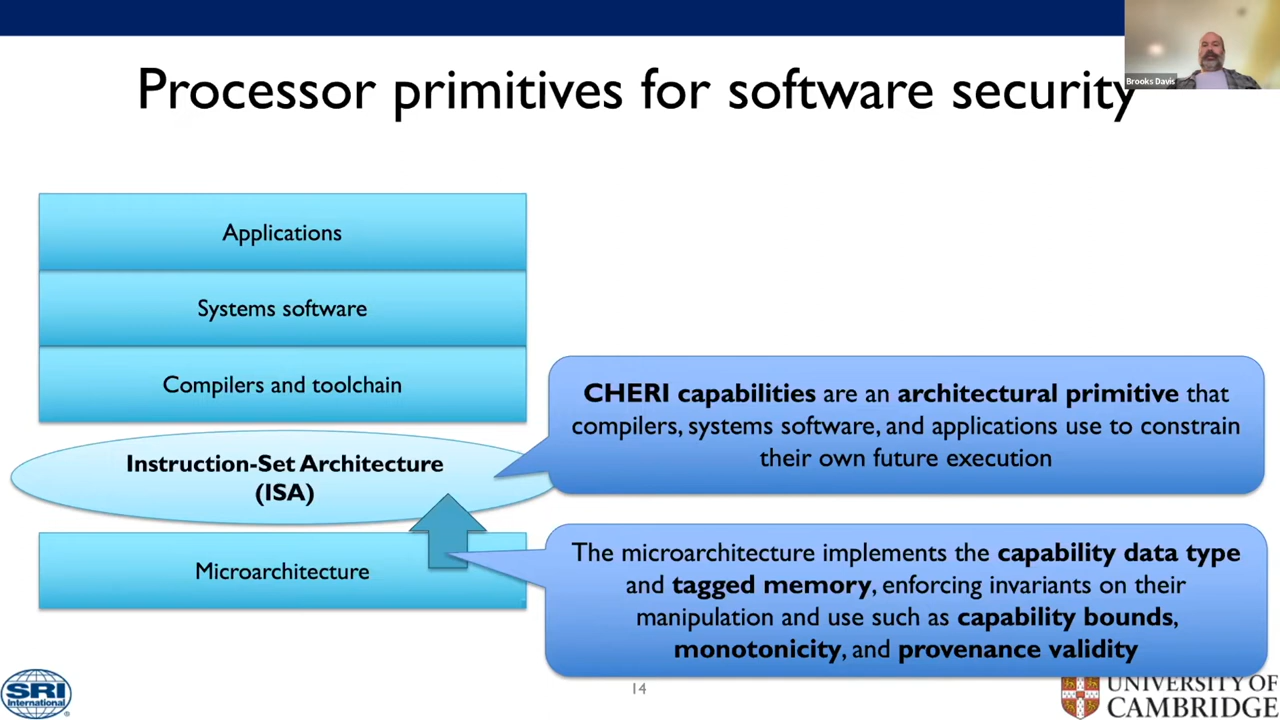 Processor primitives for software security
Brooks Davis
Applications
Systems software
Compilers and toolchain
Instruction-Set Architecture
(ISA)
Microarchitecture
CHERI capabilities are an architectural primitive that
compilers, systems software, and applications use to constrain
their own future execution
The microarchitecture implements the capability data type
and tagged memory, enforcing invariants on their
manipulation and use such as capability bounds,
monotonicity, and provenance validity
SRI
International
14
UNIVERSITY OF
CAMBRIDGE